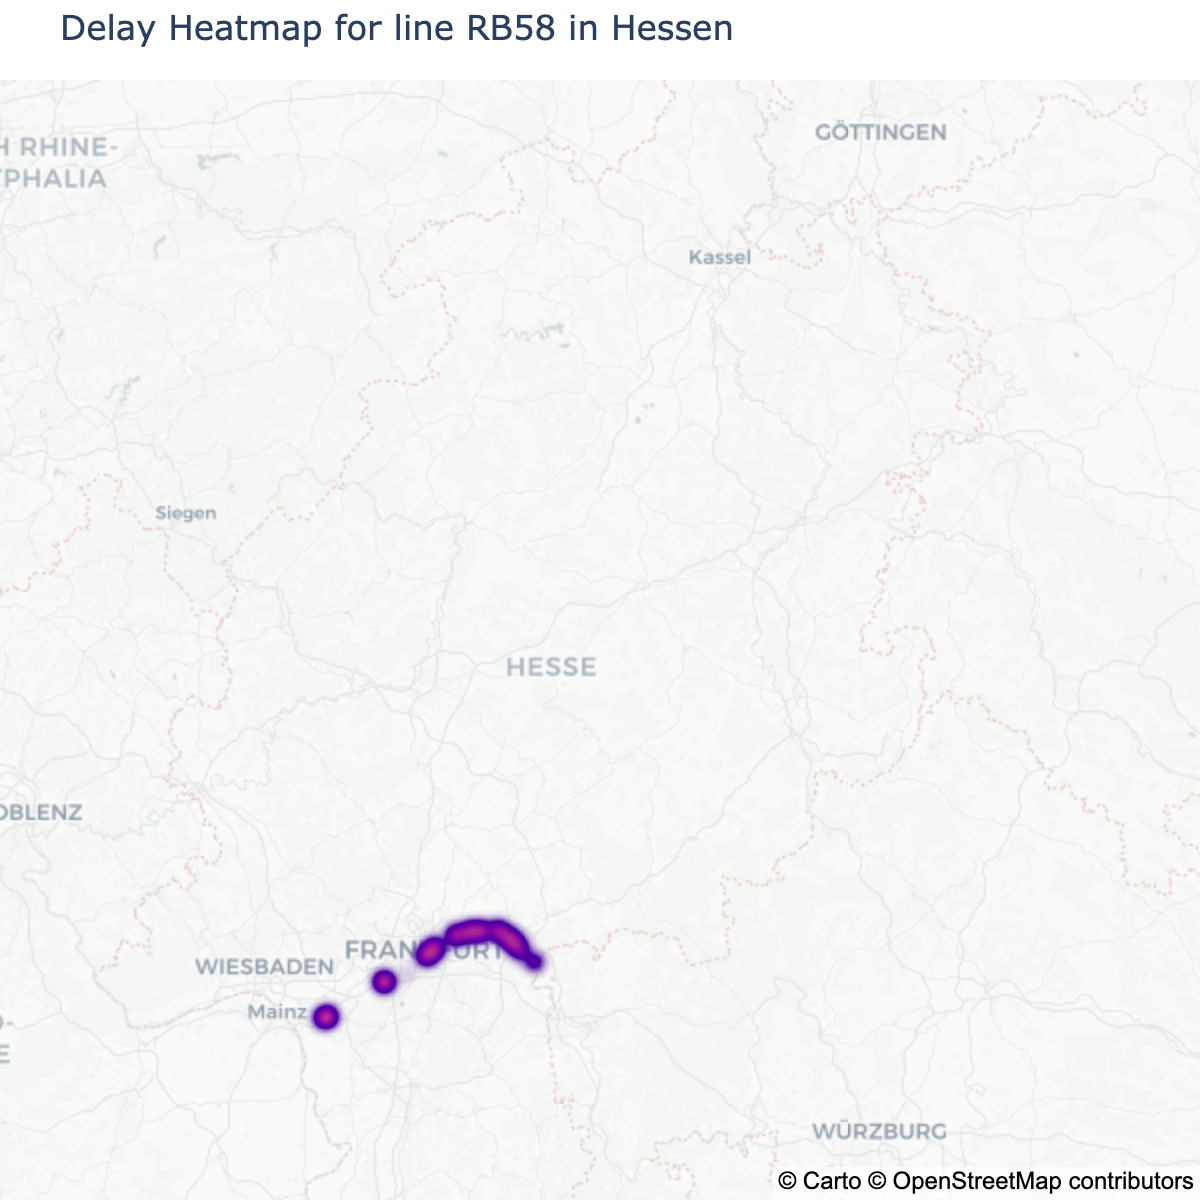 Delay Heatmap for line RB58 in Hessen
GÖTTINGEN
H RHINE-
PHALIA
Kassel
Siegen
HESSE
OBLENZ
FRANKFURT
WIESBADEN
Mainz
WÜRZBURG
© Carto © OpenStreetMap contributors